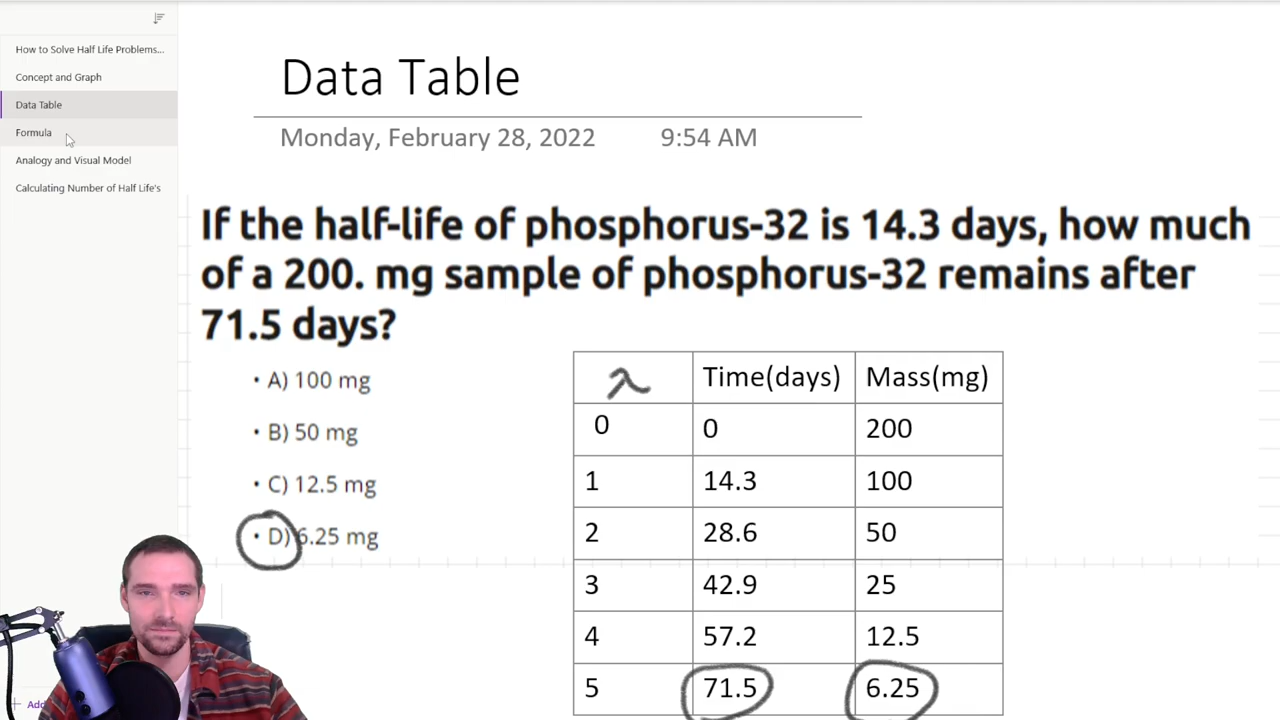 How to Solve Half Life Problems...
Concept and Graph
Data Table
Formula
Analogy and Visual Model
Calculating Number of Half Life's
Add
Data Table
Monday, February 28, 2022 9:54 AM
If the half-life of phosphorus-32 is 14.3 days, how much
of a 200. mg sample of phosphorus-32 remains after
71.5 days?
• A) 100 mg
• B) 50 mg
• C) 12.5 mg
• D) 6.25 mg
λ Time(days) Mass(mg)
0 0 200
1 14.3 100
2 28.6 50
3 42.9 25
4 57.2 12.5
5 71.5 6.25